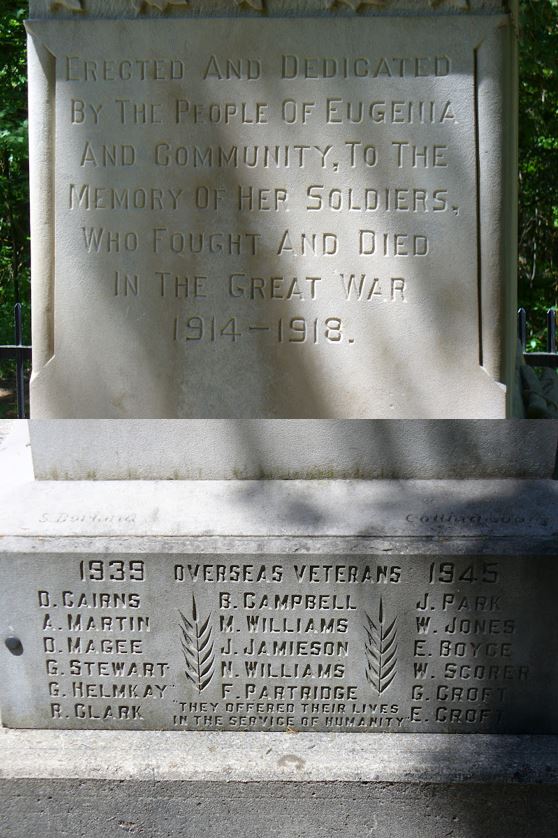 ERECTED AND DEDICATED
BY THE PEOPLE OF EUGENIA
AND COMMUNITY, TO THE
MEMORY OF HER SOLDIERS.
WHO FOUGHT AND DIED
IN THE GREAT WAR
1914-1918.
1939 OVERSEAS VETERANS 1945
D. CAIRNS B. CAMPBELL J. PARK
A. MARTIN M. WILLIAMS W. JONES
D. MAGEE J. JAMIESON E. BOYCE
G. STEWART N. WILLIAMS W. SCORER
G. HELMKAY F. PARTRIDGE G. CROFT
R. CLARK THEY OFFERED THEIR LIVES E. CROFT
IN THE SERVICE OF HUMANITY